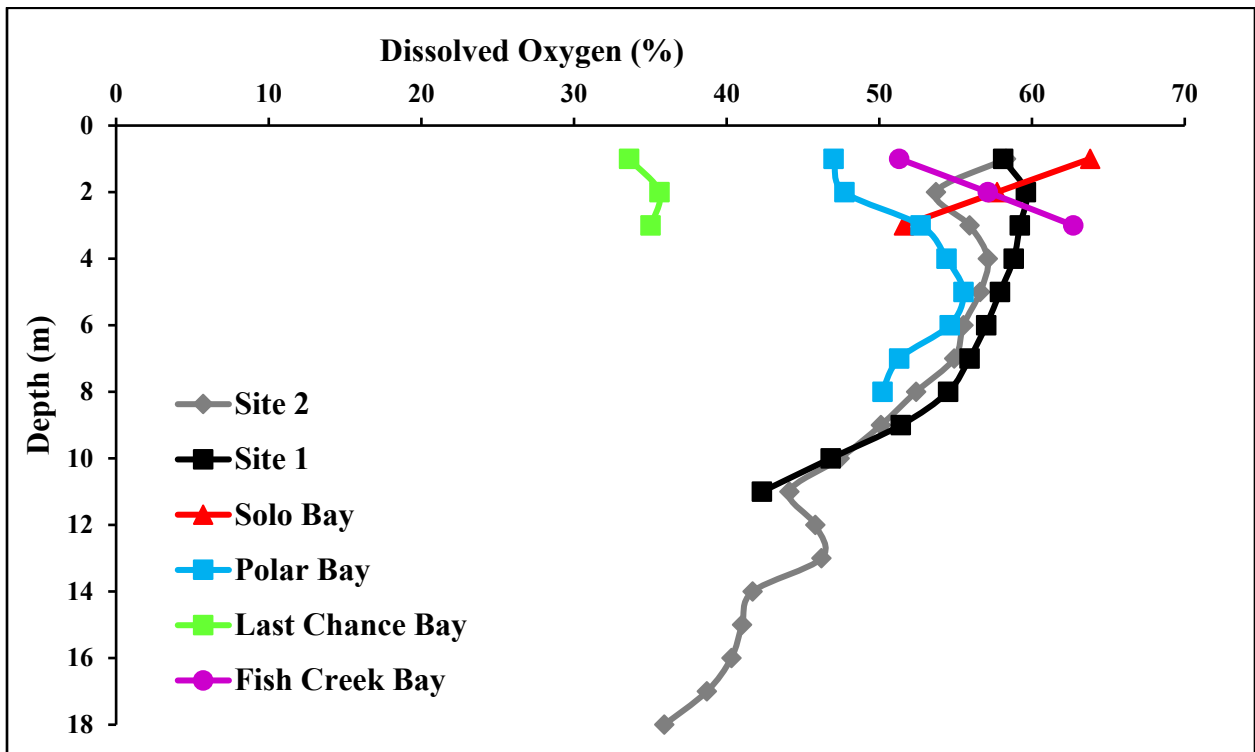 Dissolved Oxygen (%)
0 10 20 30 40 50 60 70
0
2
4
6
8
10
12
14
16
18
Depth (m)
Site 2
Site 1
Solo Bay
Polar Bay
Last Chance Bay
Fish Creek Bay